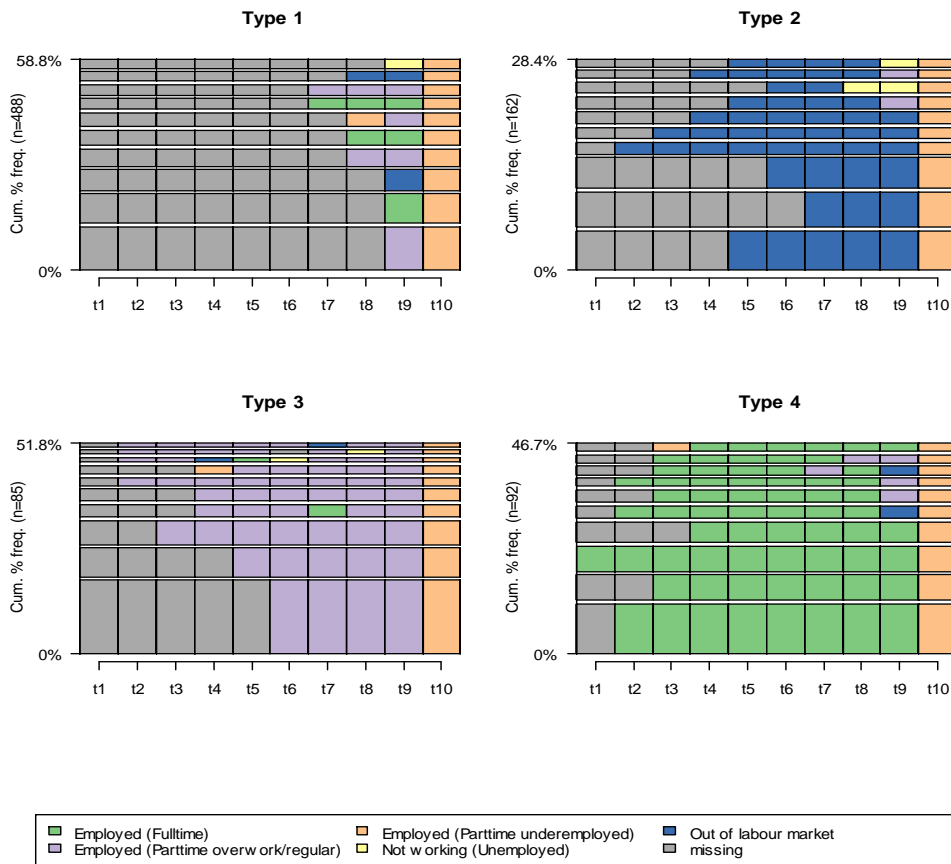 Type 1
Type 2
58.8%
Cum. % freq. (n=488)
0%
t1 t2 t3 t4 t5 t6 t7 t8 t9 t10
28.4%
Cum. % freq. (n=162)
0%
t1 t2 t3 t4 t5 t6 t7 t8 t9 t10
Type 3
Type 4
51.8%
Cum. % freq. (n=85)
0%
t1 t2 t3 t4 t5 t6 t7 t8 t9 t10
46.7%
Cum. % freq. (n=92)
0%
t1 t2 t3 t4 t5 t6 t7 t8 t9 t10
Employed (Fulltime)
Employed (Parttime overwork/regular)
Employed (Parttime underemployed)
Not working (Unemployed)
Out of labour market
missing